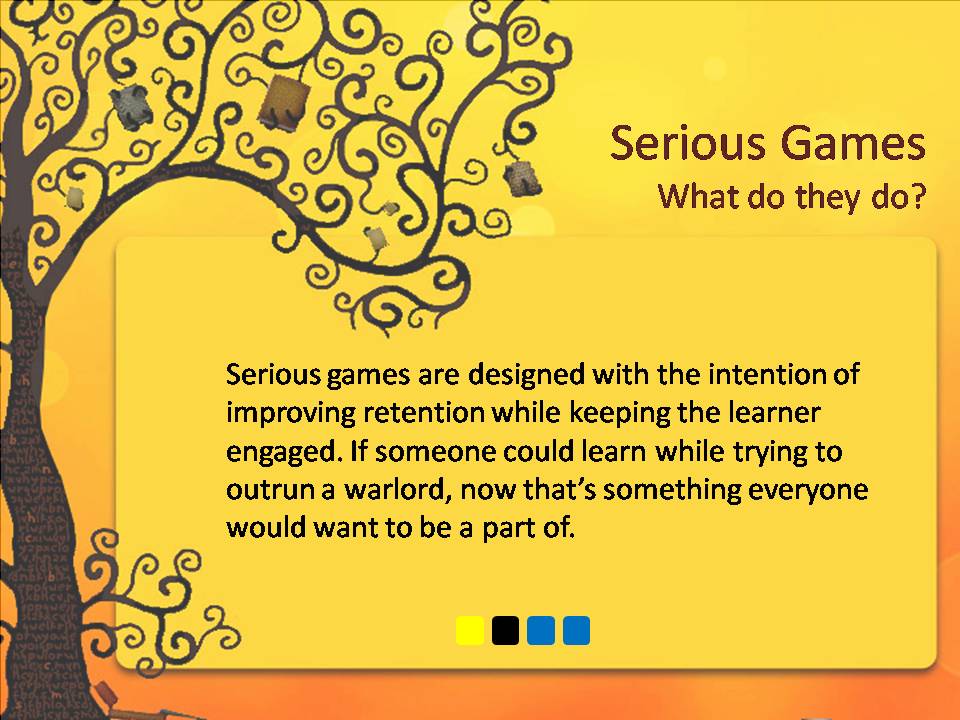 Serious Games
What do they do?
Serious games are designed with the intention of
improving retention while keeping the learner
engaged. If someone could learn while trying to
outrun a warlord, now that's something everyone
would want to be a part of.